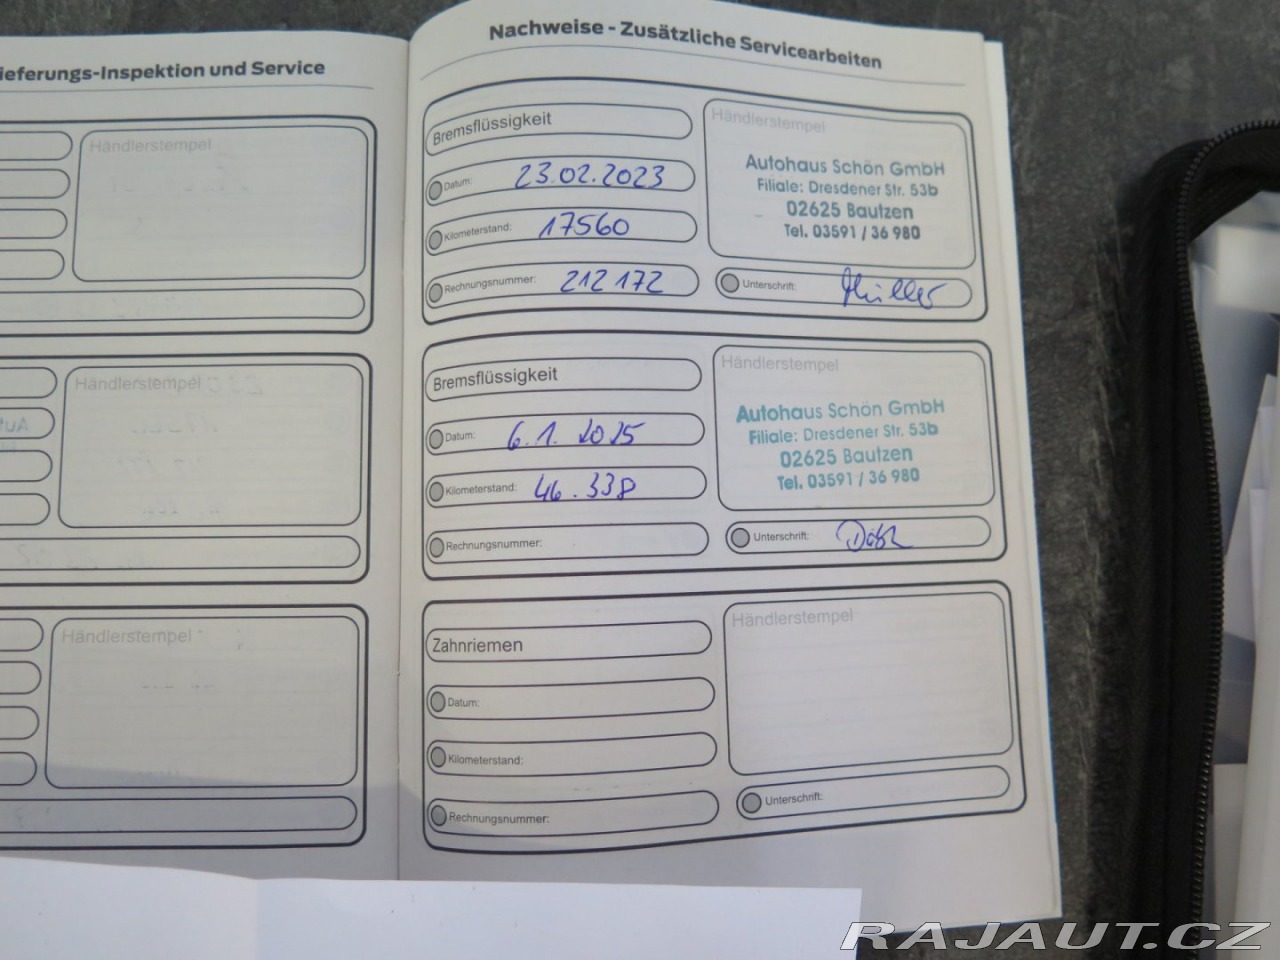 ieferungs-Inspektion und Service
Händlerstempel
Händlerstempel
Händlerstempel
Nachweise - Zusätzliche Servicearbeiten
Bremsflüssigkeit
Datum: 23.02.2023
Kilometerstand: 17560
Rechnungsnummer: 212 172
Händlerstempel
Autohaus Schön GmbH
Filiale: Dresdener Str. 53b
02625 Bautzen
Tel. 03591 / 36 980
Unterschrift: Müller
Bremsflüssigkeit
Datum: 6.1.2025
Kilometerstand: 46.338
Rechnungsnummer:
Händlerstempel
Autohaus Schön GmbH
Filiale: Dresdener Str. 53b
02625 Bautzen
Tel. 03591 / 36 980
Unterschrift:
Zahnriemen
Datum:
Kilometerstand:
Rechnungsnummer:
Händlerstempel
Unterschrift:
RAJAUT.CZ